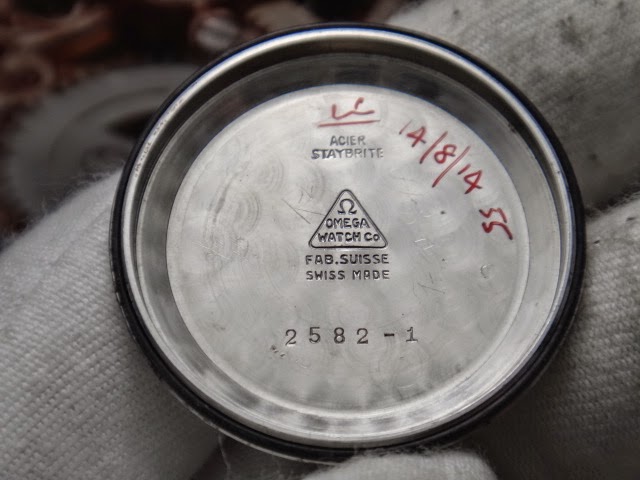 ACIER
STAYBRITE
14/8/14
Ω
OMEGA
WATCH Co
FAB. SUISSE
SWISS MADE
2582-1